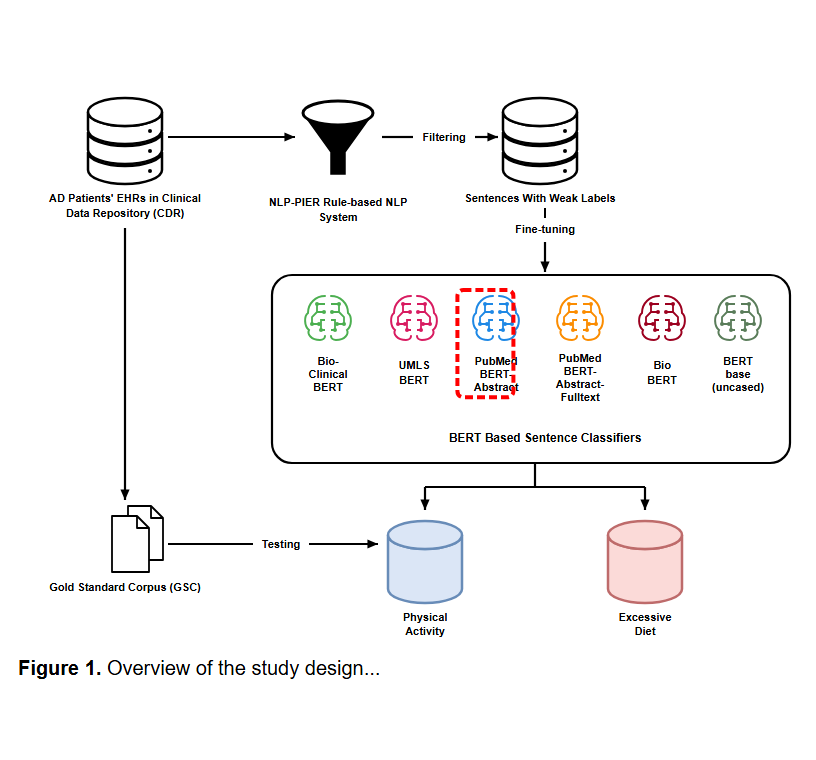 AD Patients' EHRs in Clinical
Data Repository (CDR)
NLP-PIER Rule-based NLP
System
Filtering
Sentences With Weak Labels
Fine-tuning
Bio-
Clinical
BERT
UMLS
BERT
PubMed
BERT-
Abstract
PubMed
BERT-
Abstract-
Fulltext
Bio
BERT
BERT
base
(uncased)
BERT Based Sentence Classifiers
Gold Standard Corpus (GSC)
Testing
Physical
Activity
Excessive
Diet
Figure 1. Overview of the study design...